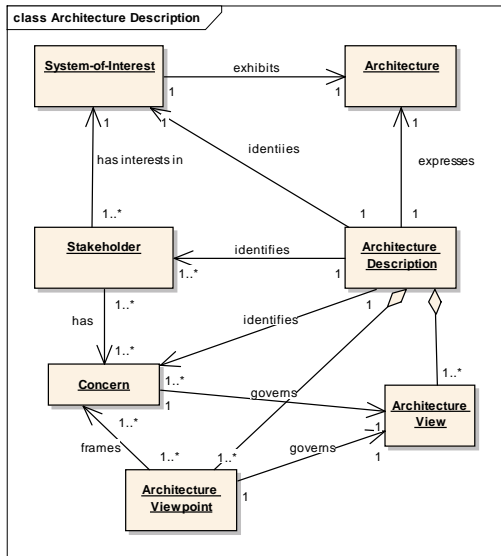 class Architecture Description
System-of-Interest
exhibits
Architecture
1
1
1
1
1
has interests in
identiies
expresses
1..*
1
1
Stakeholder
identifies
Architecture
Description
1..*
1
1..*
has
identifies
1
1..*
Concern
1..*
1
governs
1..*
Architecture
View
1..*
1
frames
governs
1..*
1..*
1
Architecture
Viewpoint
1